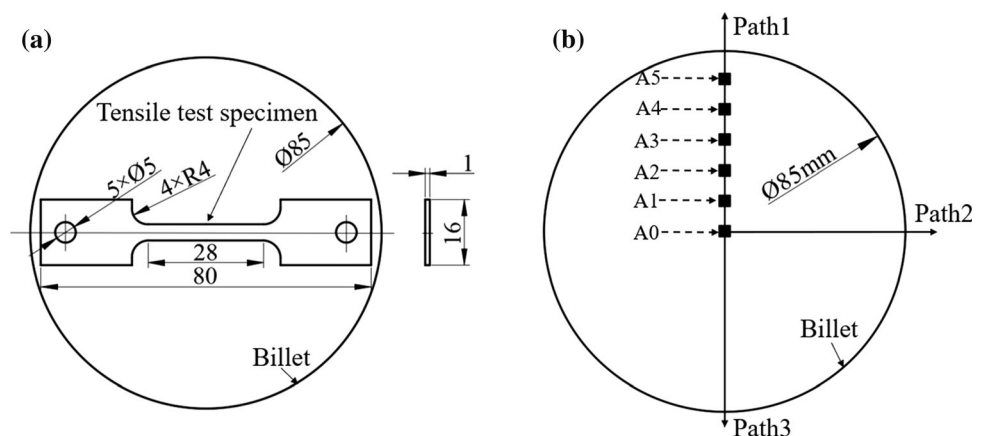 (a)
Tensile test specimen
Ø85
5×Ø5
4×R4
28
80
1
16
Billet
(b)
Path1
A5
A4
A3
A2
A1
A0
Ø85mm
Path2
Billet
Path3